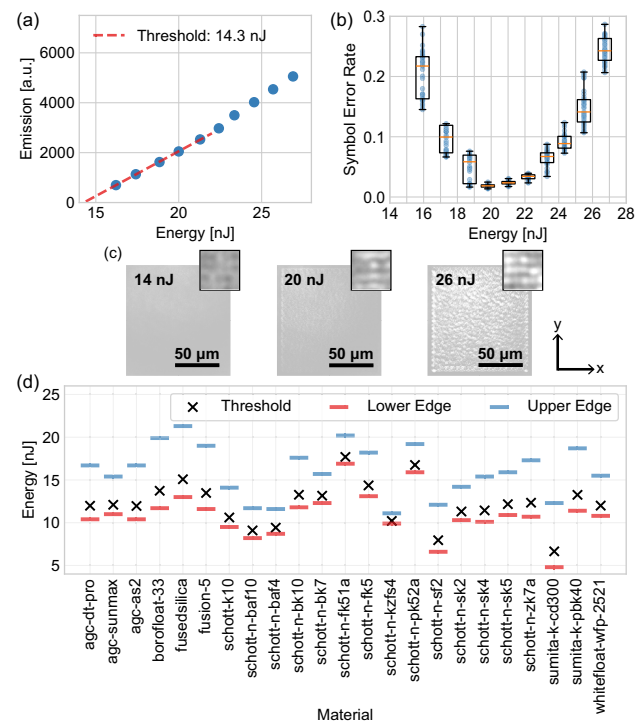 (a)
Threshold: 14.3 nJ
Emission [a.u.]
6000
4000
2000
0
15
20
25
Energy [nJ]
(b)
Symbol Error Rate
0.3
0.2
0.1
0.0
14
16
18
20
22
24
26
28
Energy [nJ]
(c)
14 nJ
50 µm
20 nJ
50 µm
26 nJ
50 µm
y
x
(d)
Threshold
Lower Edge
Upper Edge
Energy [nJ]
25
20
15
10
5
agc-dt-pro
agc-sunmax
agc-as2
borofloat-33
fusedsilica
fusion-5
schott-k10
schott-n-baf10
schott-n-baf4
schott-n-bk10
schott-n-bk7
schott-n-fk51a
schott-n-fk5
schott-n-kzfs4
schott-n-pk52a
schott-n-sf2
schott-n-sk2
schott-n-sk4
schott-n-sk5
schott-n-zk7a
sumita-k-cd300
sumita-k-pbk40
whitefloat-wfp-2521
Material